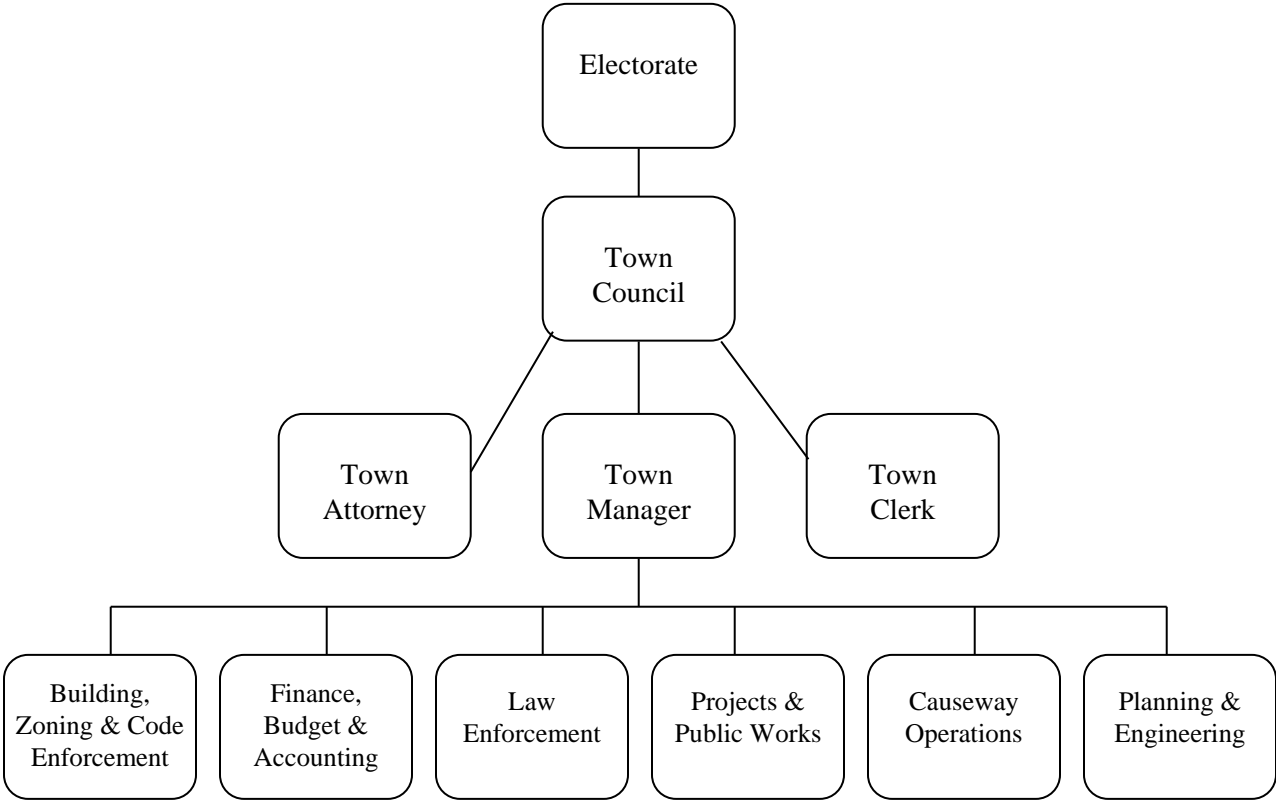 Electorate
Town
Council
Town
Attorney
Town
Manager
Town
Clerk
Building,
Zoning & Code
Enforcement
Finance,
Budget &
Accounting
Law
Enforcement
Projects &
Public Works
Causeway
Operations
Planning &
Engineering